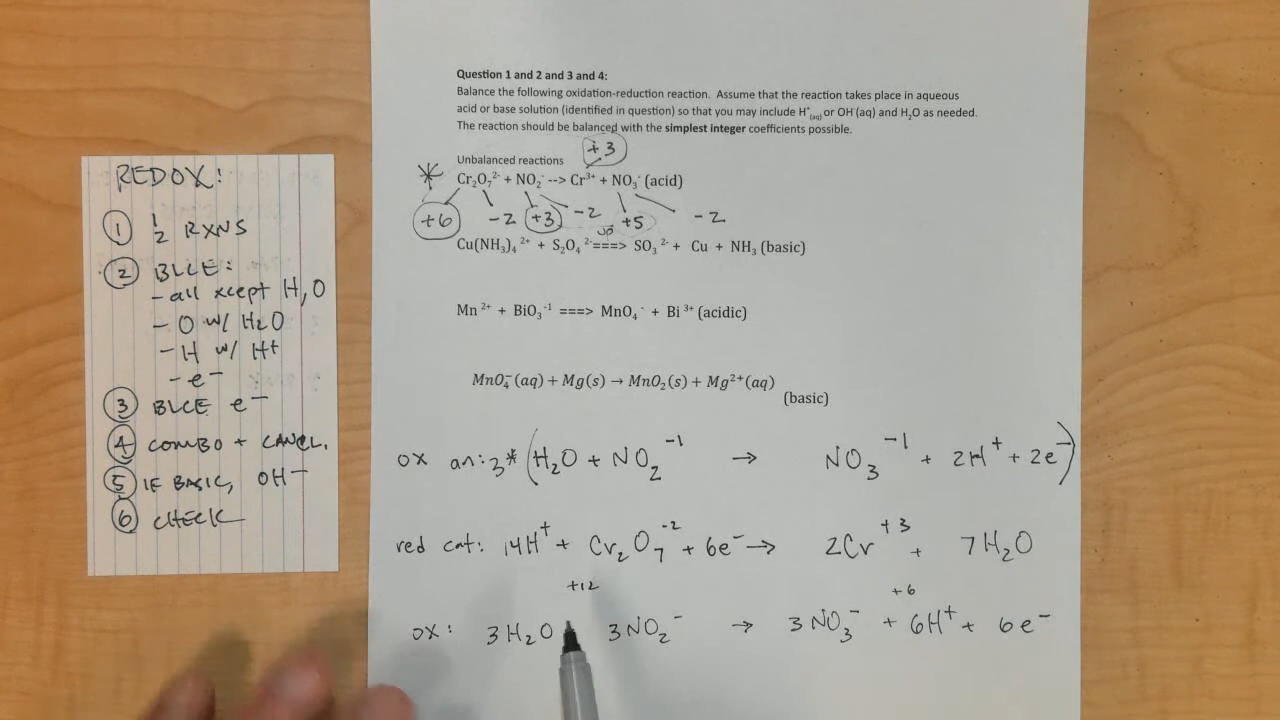 REDOX:
① ½ RXNS
② BLCE:
- all xcept H, O
- O w/ H2O
- H w/ H+
- e⁻
③ BLCE e⁻
④ COMBO + CANCL.
⑤ IF BASIC, OH⁻
⑥ CHECK
Question 1 and 2 and 3 and 4:
Balance the following oxidation-reduction reaction. Assume that the reaction takes place in aqueous
acid or base solution (identified in question) so that you may include H⁺(aq) or OH⁻(aq) and H₂O as needed.
The reaction should be balanced with the simplest integer coefficients possible.
+3
Unbalanced reactions
* Cr₂O₇²⁻ + NO₂⁻ --> Cr³⁺ + NO₃⁻ (acid)
+6 -2 +3 -2 +5 -2
Cu(NH₃)₄ ²⁺ + S₂O₄ ²⁻ ===> SO₃ ²⁻ + Cu + NH₃ (basic)
Mn ²⁺ + BiO₃⁻¹ ===> MnO₄ ⁻ + Bi ³⁺ (acidic)
MnO₄⁻(aq) + Mg(s) → MnO₂(s) + Mg²⁺(aq)
(basic)
ox an: 3*(H₂O + NO₂⁻¹ → NO₃⁻¹ + 2H⁺ + 2e⁻)
red cat: 14H⁺ + Cr₂O₇⁻² + 6e⁻ → 2Cr⁺³ + 7H₂O
+12 +6
ox: 3H₂O 3NO₂⁻ → 3NO₃⁻ + 6H⁺ + 6e⁻